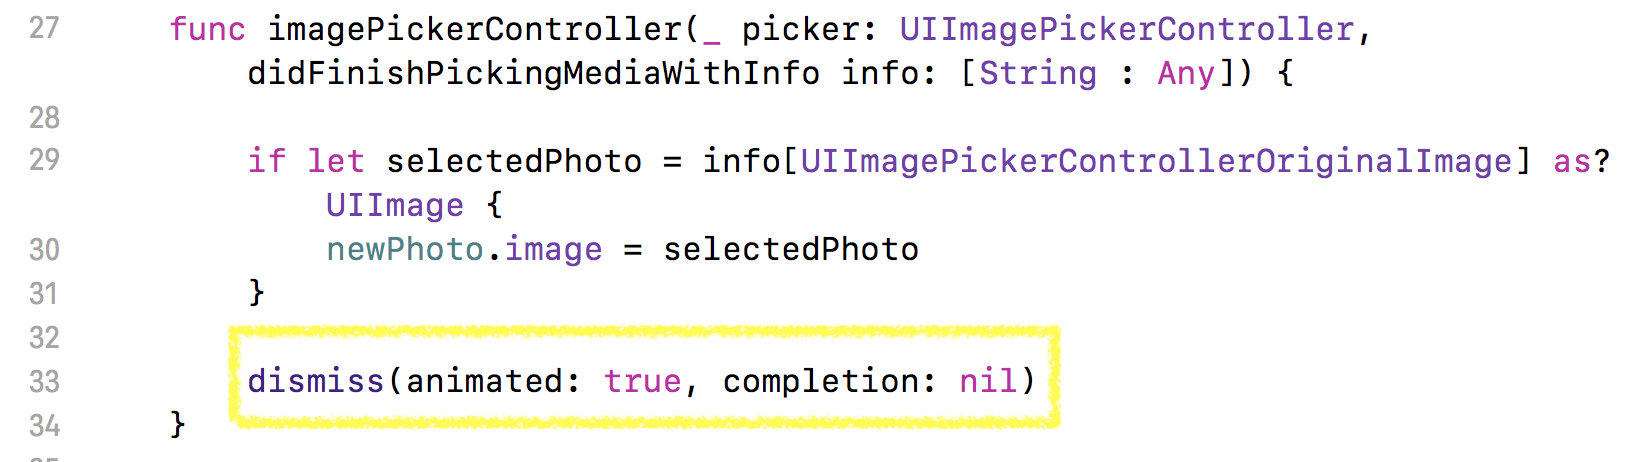 27 func imagePickerController(_ picker: UIImagePickerController,
didFinishPickingMediaWithInfo info: [String : Any]) {
28
29 if let selectedPhoto = info[UIImagePickerControllerOriginalImage] as?
UIImage {
30 newPhoto.image = selectedPhoto
31 }
32
33 dismiss(animated: true, completion: nil)
34 }